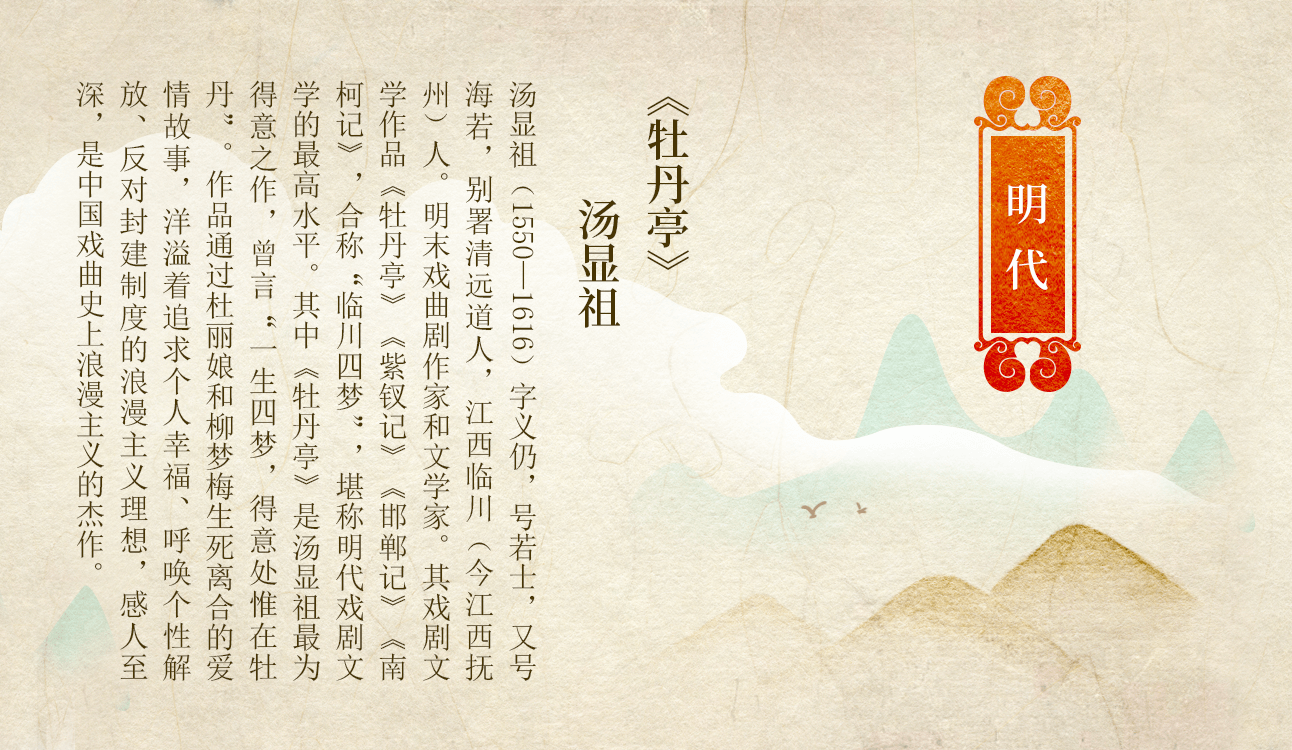 明代
《牡丹亭》
汤显祖
汤显祖（1550—1616）字义仍，号若士，又号
海若，别署清远道人，江西临川（今江西抚
州）人。明末戏曲剧作家和文学家。其戏剧文
学作品《牡丹亭》《紫钗记》《邯郸记》《南
柯记》，合称“临川四梦”，堪称明代戏剧文
学的最高水平。其中《牡丹亭》是汤显祖最为
得意之作，曾言“一生四梦，得意处惟在牡
丹”。作品通过杜丽娘和柳梦梅生死离合的爱
情故事，洋溢着追求个人幸福、呼唤个性解
放、反对封建制度的浪漫主义理想，感人至
深，是中国戏曲史上浪漫主义的杰作。